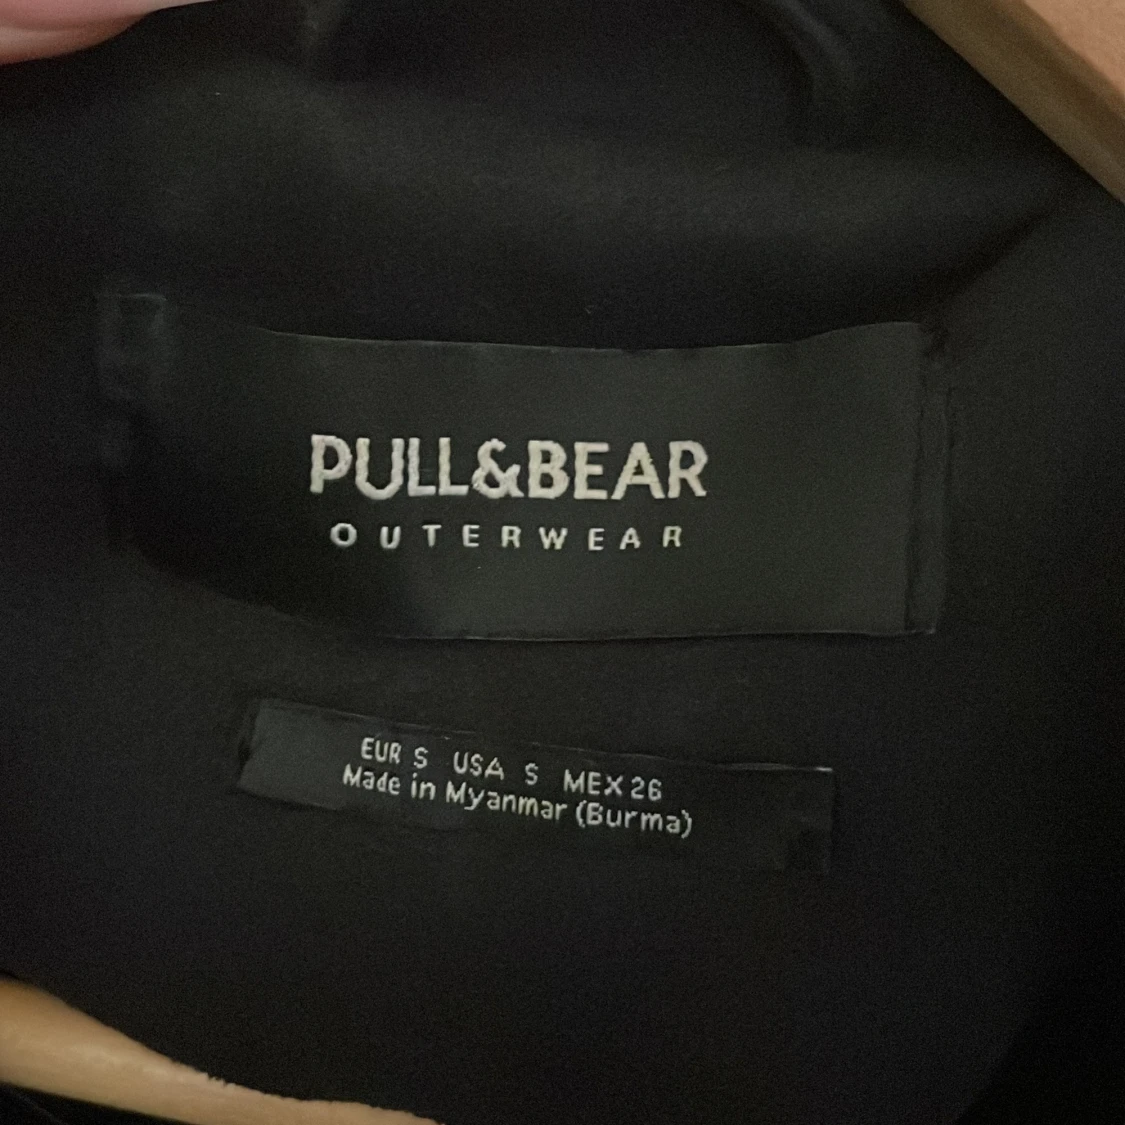 PULL&BEAR
OUTERWEAR
EUR S USA S MEX 26
Made in Myanmar (Burma)